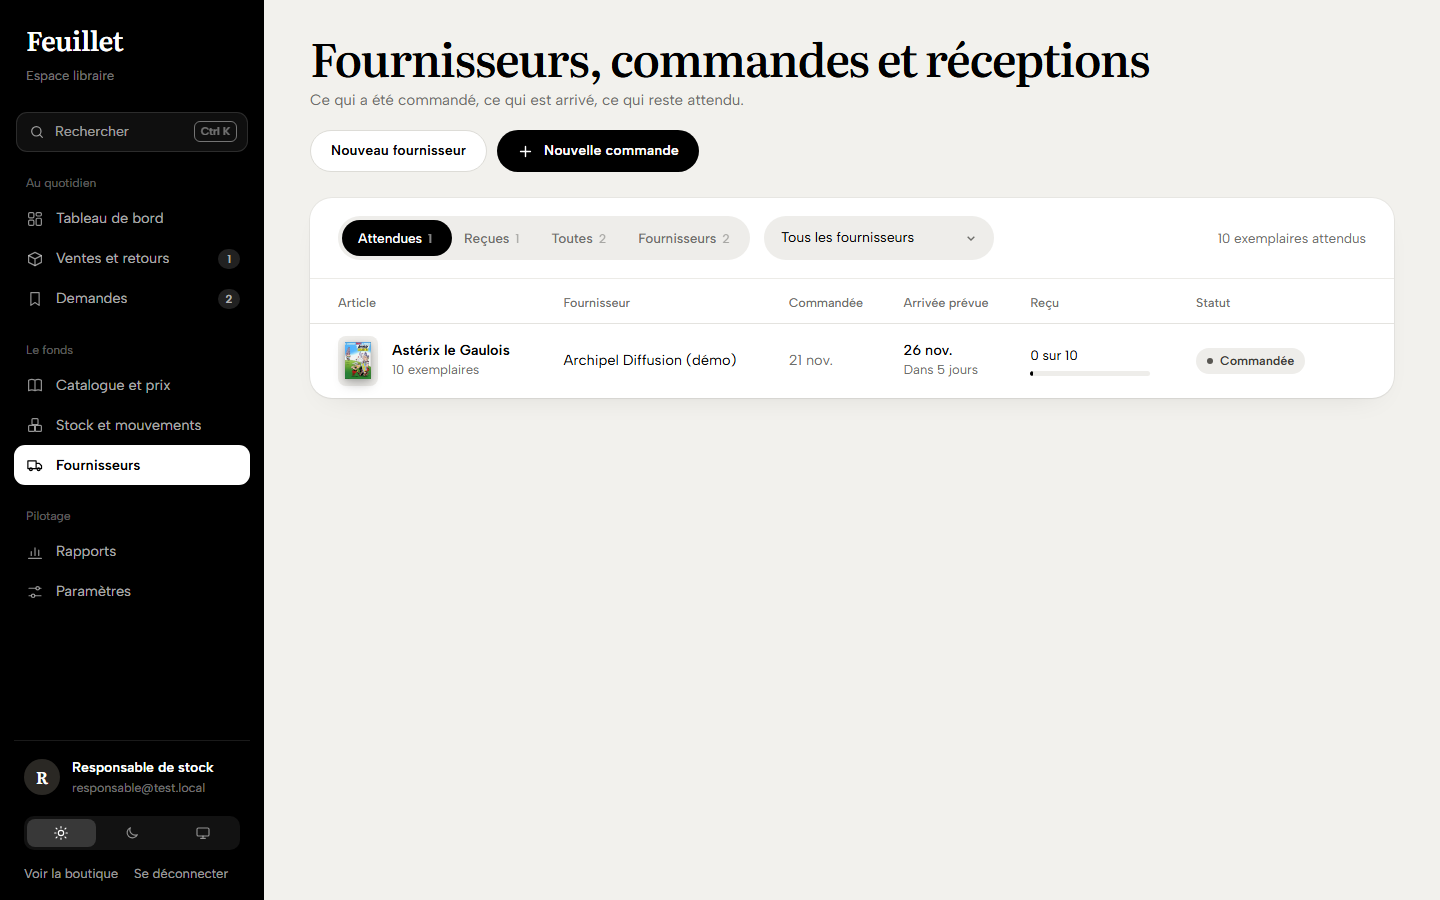 Feuillet
Espace libraire
Rechercher Ctrl K
Au quotidien
Tableau de bord
Ventes et retours 1
Demandes 2
Le fonds
Catalogue et prix
Stock et mouvements
Fournisseurs
Pilotage
Rapports
Paramètres
R
Responsable de stock
responsable@test.local
Voir la boutique Se déconnecter
Fournisseurs, commandes et réceptions
Ce qui a été commandé, ce qui est arrivé, ce qui reste attendu.
Nouveau fournisseur + Nouvelle commande
Attendues 1 Reçues 1 Toutes 2 Fournisseurs 2 Tous les fournisseurs 10 exemplaires attendus
Article Fournisseur Commandée Arrivée prévue Reçu Statut
Astérix le Gaulois
10 exemplaires
Archipel Diffusion (démo)
21 nov.
26 nov.
Dans 5 jours
0 sur 10
Commandée